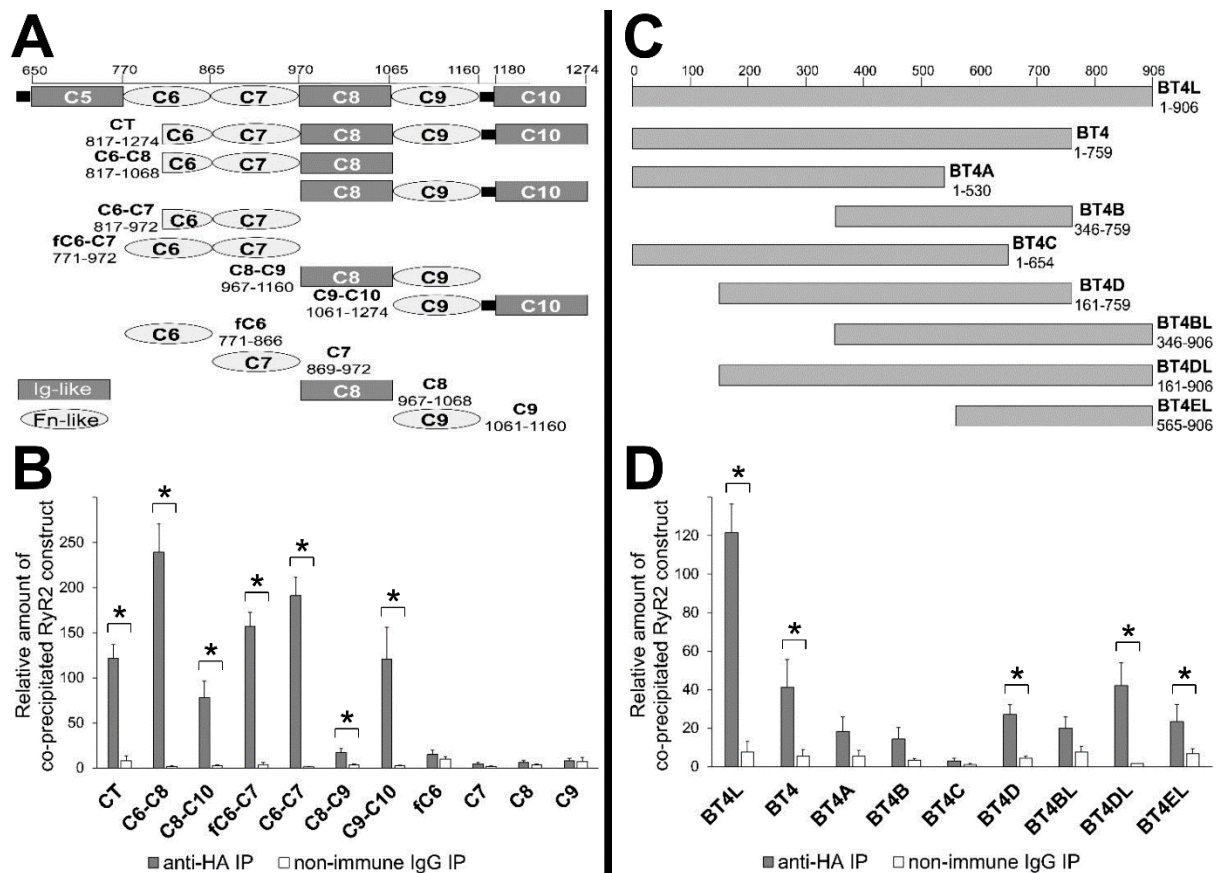 A
650 770 865 970 1065 1160 1180 1274
C5 C6 C7 C8 C9 C10
CT
817-1274
C6 C7 C8 C9 C10
C6-C8
817-1068
C6 C7 C8
C8 C9 C10
C6-C7
817-972
C6 C7
fC6-C7
771-972
C6 C7
C8-C9
967-1160
C8 C9
C9-C10
1061-1274
C9 C10
C6
fC6
771-866
C7
C7
869-972
Ig-like
C8
C8
967-1068
Fn-like
C9
C9
1061-1160
B
Relative amount of
co-precipitated RyR2 construct
250
200
150
100
50
0
* * * * * * *
CT C6-C8 C8-C10 fC6-C7 C6-C7 C8-C9 C9-C10 fC6 C7 C8 C9
anti-HA IP non-immune IgG IP
C
0 100 200 300 400 500 600 700 800 906
BT4L
1-906
BT4
1-759
BT4A
1-530
BT4B
346-759
BT4C
1-654
BT4D
161-759
BT4BL
346-906
BT4DL
161-906
BT4EL
565-906
D
Relative amount of
co-precipitated RyR2 construct
120
100
80
60
40
20
0
* * * * *
BT4L BT4 BT4A BT4B BT4C BT4D BT4BL BT4DL BT4EL
anti-HA IP non-immune IgG IP